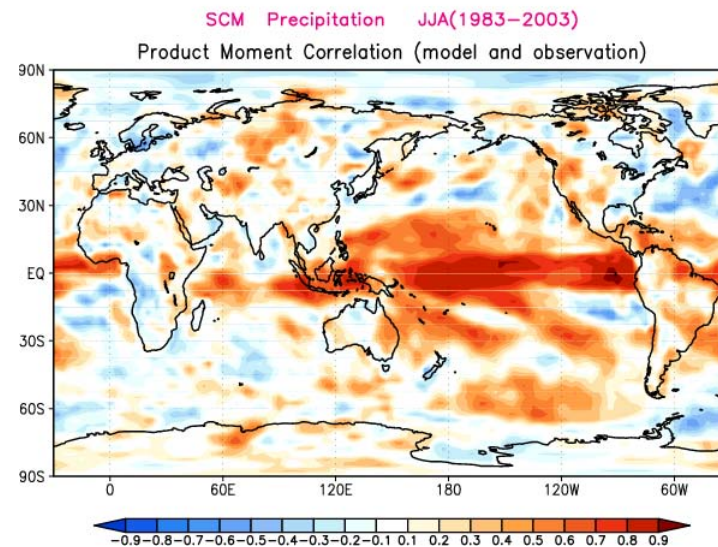 SCM Precipitation JJA(1983−2003)
Product Moment Correlation (model and observation)
90N
60N
30N
EQ
30S
60S
90S
0 60E 120E 180 120W 60W
−0.9 −0.8 −0.7 −0.6 −0.5 −0.4 −0.3 −0.2 −0.1 0.1 0.2 0.3 0.4 0.5 0.6 0.7 0.8 0.9